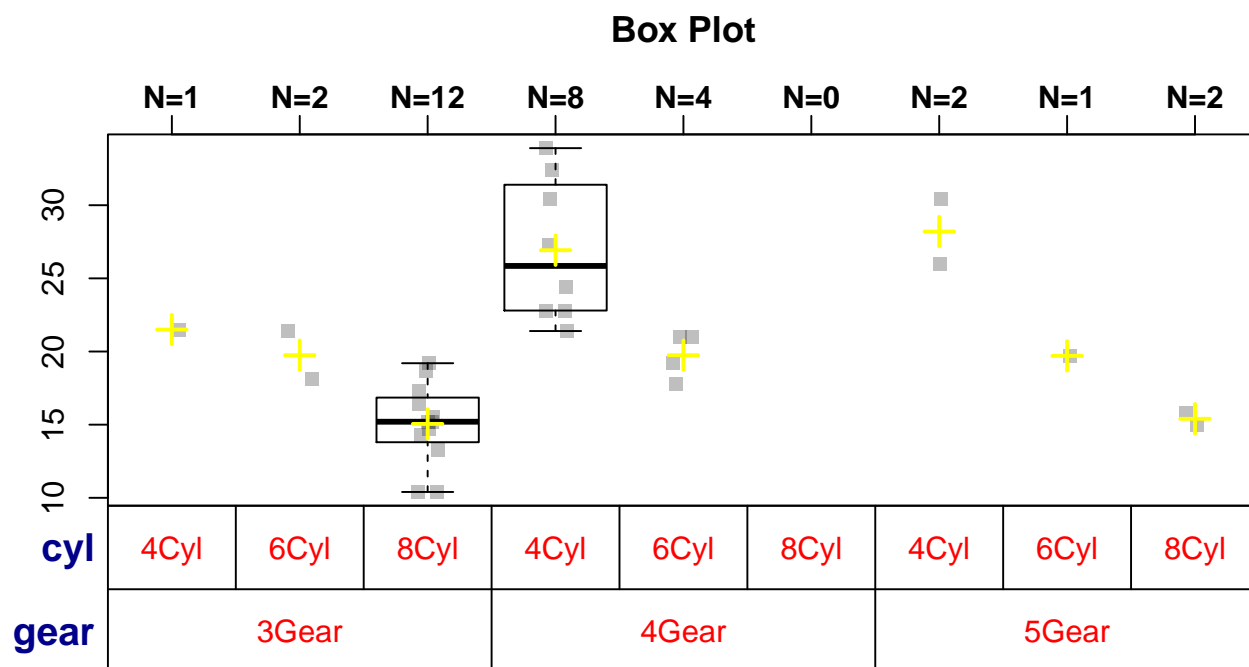 Box Plot
N=1 N=2 N=12 N=8 N=4 N=0 N=2 N=1 N=2
30
25
20
15
10
cyl 4Cyl 6Cyl 8Cyl 4Cyl 6Cyl 8Cyl 4Cyl 6Cyl 8Cyl
gear 3Gear 4Gear 5Gear